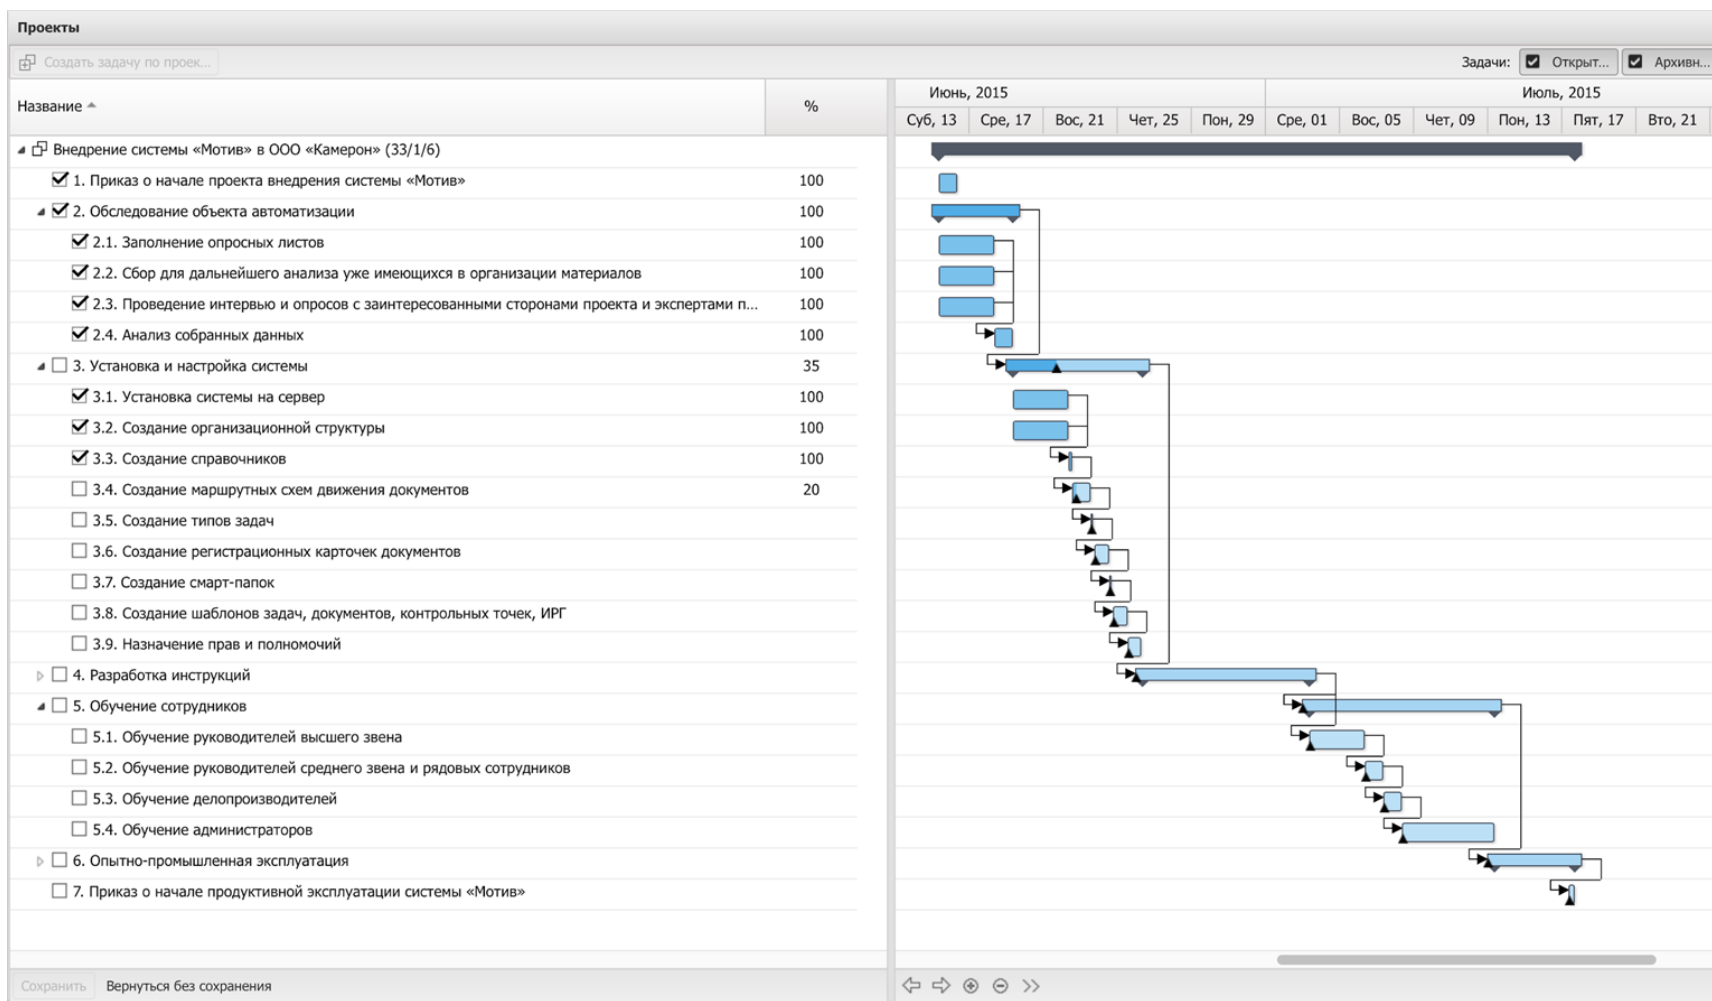 Проекты
Создать задачу по проек...
Задачи: Открыт... Архивн...
Название %
Июнь, 2015 Июль, 2015
Суб, 13 Сре, 17 Вос, 21 Чет, 25 Пон, 29 Сре, 01 Вос, 05 Чет, 09 Пон, 13 Пят, 17 Вто, 21
Внедрение системы «Мотив» в ООО «Камерон» (33/1/6)
1. Приказ о начале проекта внедрения системы «Мотив» 100
2. Обследование объекта автоматизации 100
2.1. Заполнение опросных листов 100
2.2. Сбор для дальнейшего анализа уже имеющихся в организации материалов 100
2.3. Проведение интервью и опросов с заинтересованными сторонами проекта и экспертами п... 100
2.4. Анализ собранных данных 100
3. Установка и настройка системы 35
3.1. Установка системы на сервер 100
3.2. Создание организационной структуры 100
3.3. Создание справочников 100
3.4. Создание маршрутных схем движения документов 20
3.5. Создание типов задач
3.6. Создание регистрационных карточек документов
3.7. Создание смарт-папок
3.8. Создание шаблонов задач, документов, контрольных точек, ИРГ
3.9. Назначение прав и полномочий
4. Разработка инструкций
5. Обучение сотрудников
5.1. Обучение руководителей высшего звена
5.2. Обучение руководителей среднего звена и рядовых сотрудников
5.3. Обучение делопроизводителей
5.4. Обучение администраторов
6. Опытно-промышленная эксплуатация
7. Приказ о начале продуктивной эксплуатации системы «Мотив»
Сохранить Вернуться без сохранения